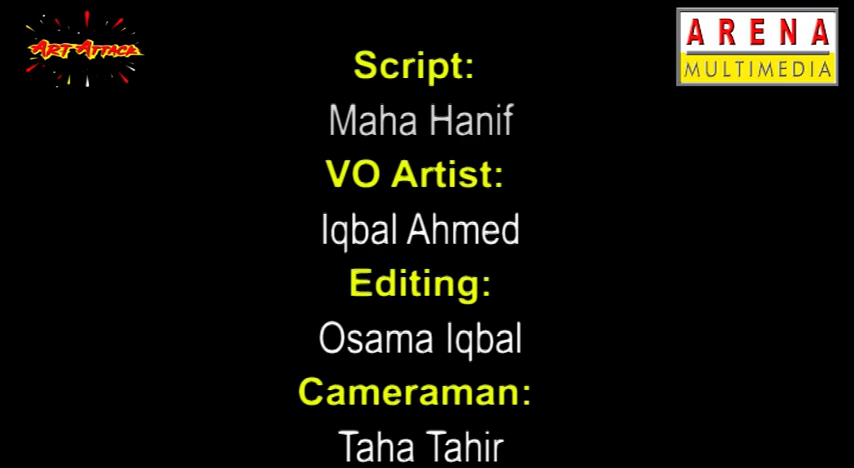 ART ATTACK
ARENA
MULTIMEDIA
Script:
Maha Hanif
VO Artist:
Iqbal Ahmed
Editing:
Osama Iqbal
Cameraman:
Taha Tahir